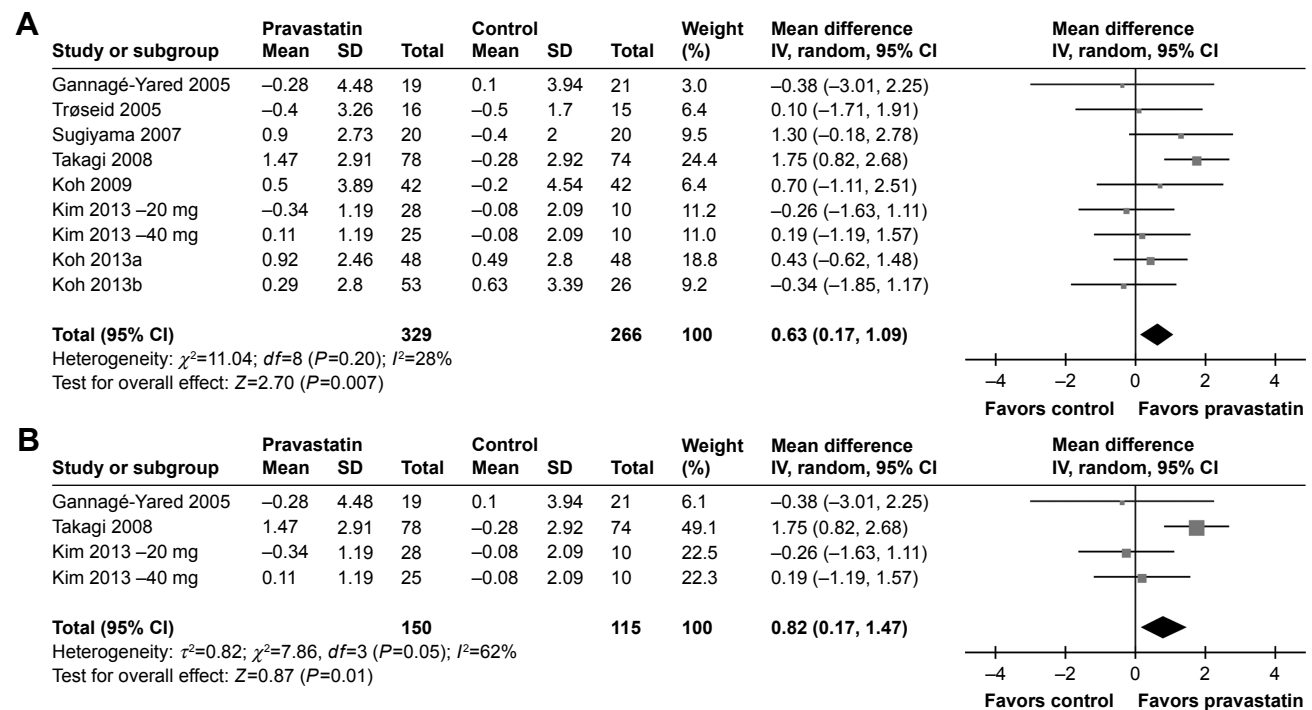 A
Pravastatin Control Weight Mean difference Mean difference
Study or subgroup Mean SD Total Mean SD Total (%) IV, random, 95% CI IV, random, 95% CI
Gannagé-Yared 2005 –0.28 4.48 19 0.1 3.94 21 3.0 –0.38 (–3.01, 2.25)
Trøseid 2005 –0.4 3.26 16 –0.5 1.7 15 6.4 0.10 (–1.71, 1.91)
Sugiyama 2007 0.9 2.73 20 –0.4 2 20 9.5 1.30 (–0.18, 2.78)
Takagi 2008 1.47 2.91 78 –0.28 2.92 74 24.4 1.75 (0.82, 2.68)
Koh 2009 0.5 3.89 42 –0.2 4.54 42 6.4 0.70 (–1.11, 2.51)
Kim 2013 –20 mg –0.34 1.19 28 –0.08 2.09 10 11.2 –0.26 (–1.63, 1.11)
Kim 2013 –40 mg 0.11 1.19 25 –0.08 2.09 10 11.0 0.19 (–1.19, 1.57)
Koh 2013a 0.92 2.46 48 0.49 2.8 48 18.8 0.43 (–0.62, 1.48)
Koh 2013b 0.29 2.8 53 0.63 3.39 26 9.2 –0.34 (–1.85, 1.17)
Total (95% CI) 329 266 100 0.63 (0.17, 1.09)
Heterogeneity: χ²=11.04; df=8 (P=0.20); I²=28%
Test for overall effect: Z=2.70 (P=0.007)
–4 –2 0 2 4
Favors control Favors pravastatin
B
Pravastatin Control Weight Mean difference Mean difference
Study or subgroup Mean SD Total Mean SD Total (%) IV, random, 95% CI IV, random, 95% CI
Gannagé-Yared 2005 –0.28 4.48 19 0.1 3.94 21 6.1 –0.38 (–3.01, 2.25)
Takagi 2008 1.47 2.91 78 –0.28 2.92 74 49.1 1.75 (0.82, 2.68)
Kim 2013 –20 mg –0.34 1.19 28 –0.08 2.09 10 22.5 –0.26 (–1.63, 1.11)
Kim 2013 –40 mg 0.11 1.19 25 –0.08 2.09 10 22.3 0.19 (–1.19, 1.57)
Total (95% CI) 150 115 100 0.82 (0.17, 1.47)
Heterogeneity: τ²=0.82; χ²=7.86, df=3 (P=0.05); I²=62%
Test for overall effect: Z=0.87 (P=0.01)
–4 –2 0 2 4
Favors control Favors pravastatin